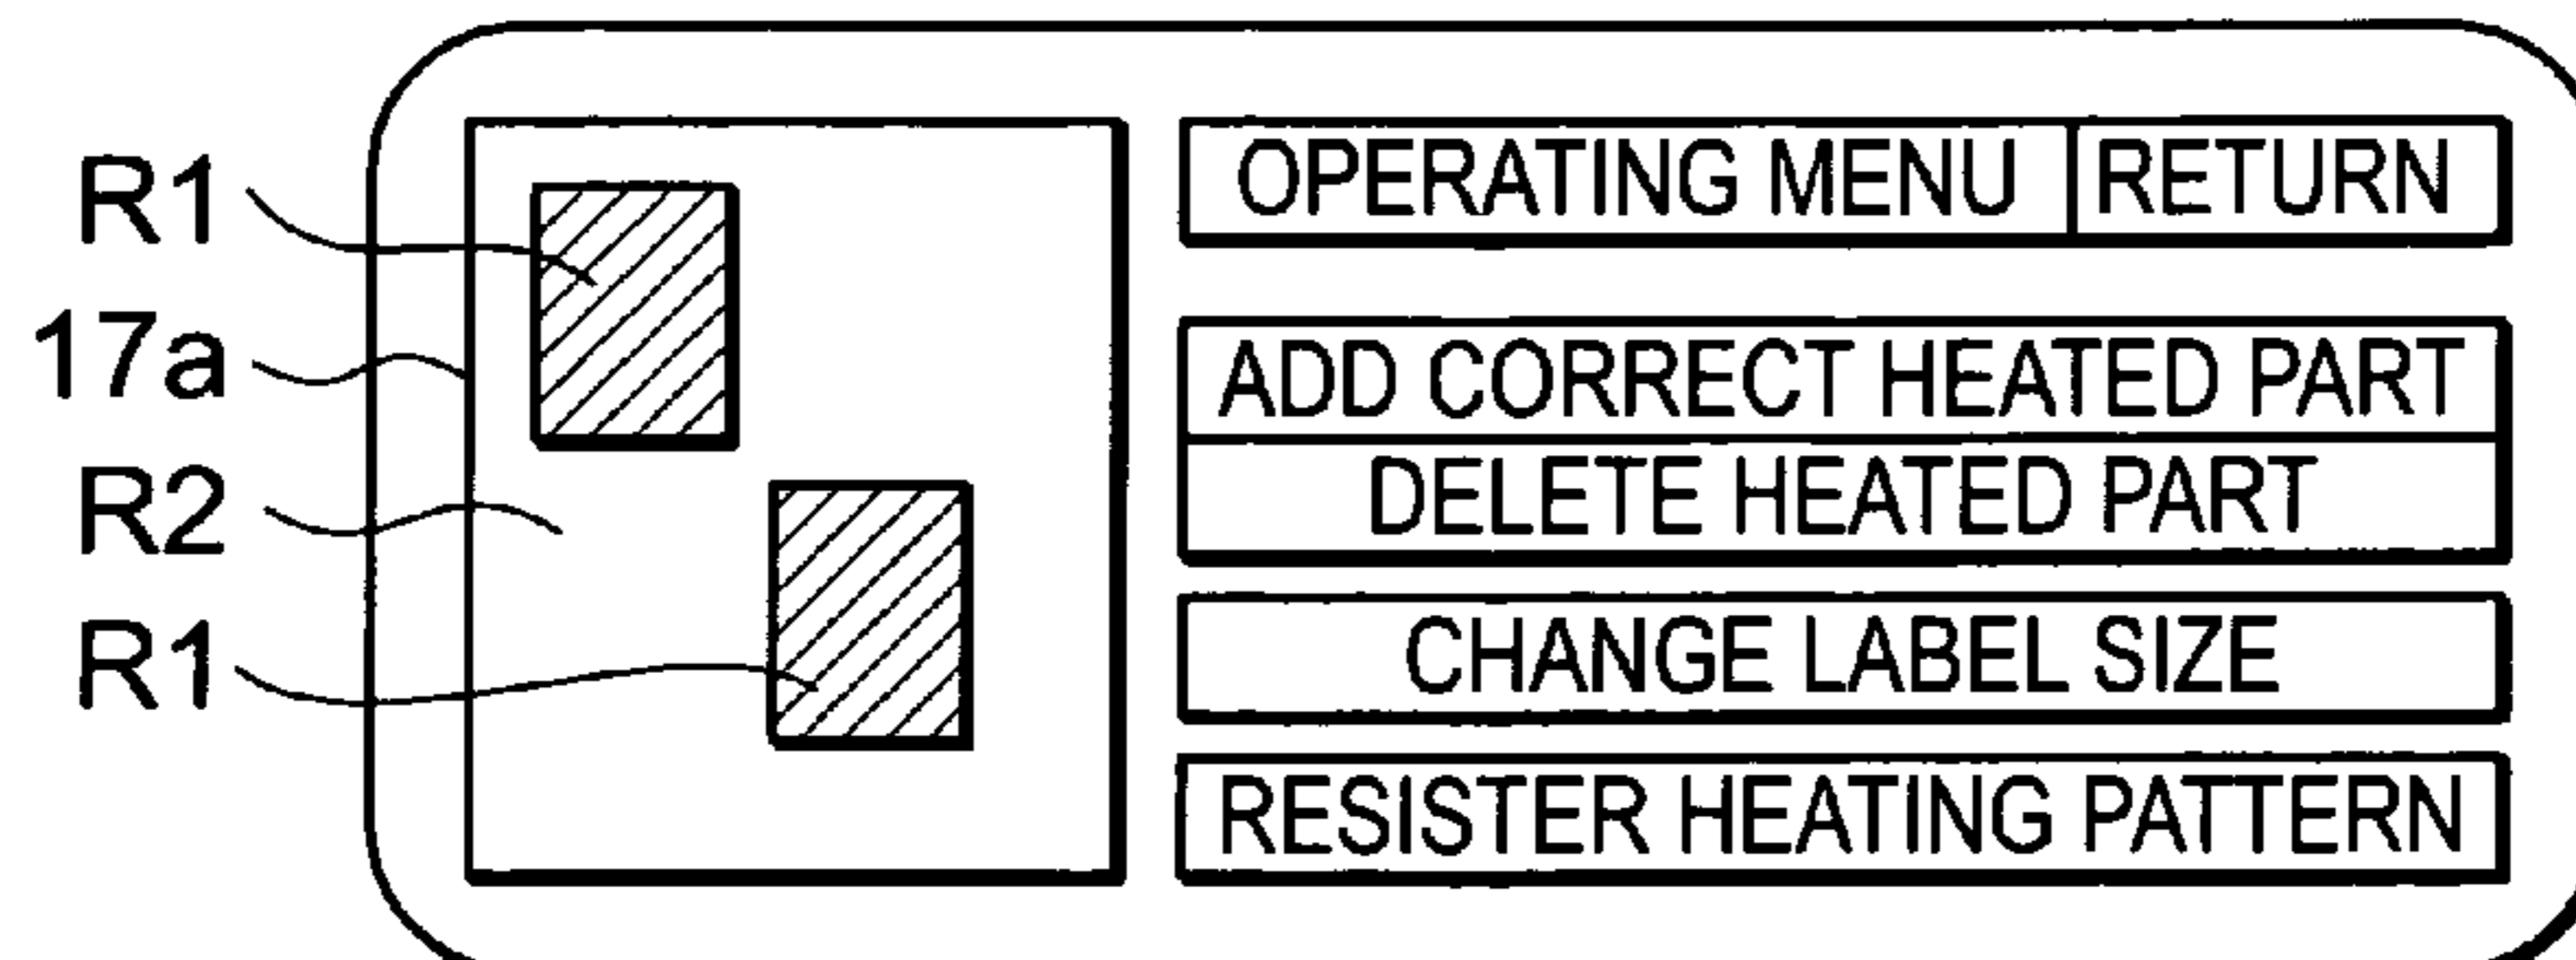 R1
17a
R2
R1
OPERATING MENU RETURN
ADD CORRECT HEATED PART
DELETE HEATED PART
CHANGE LABEL SIZE
RESISTER HEATING PATTERN